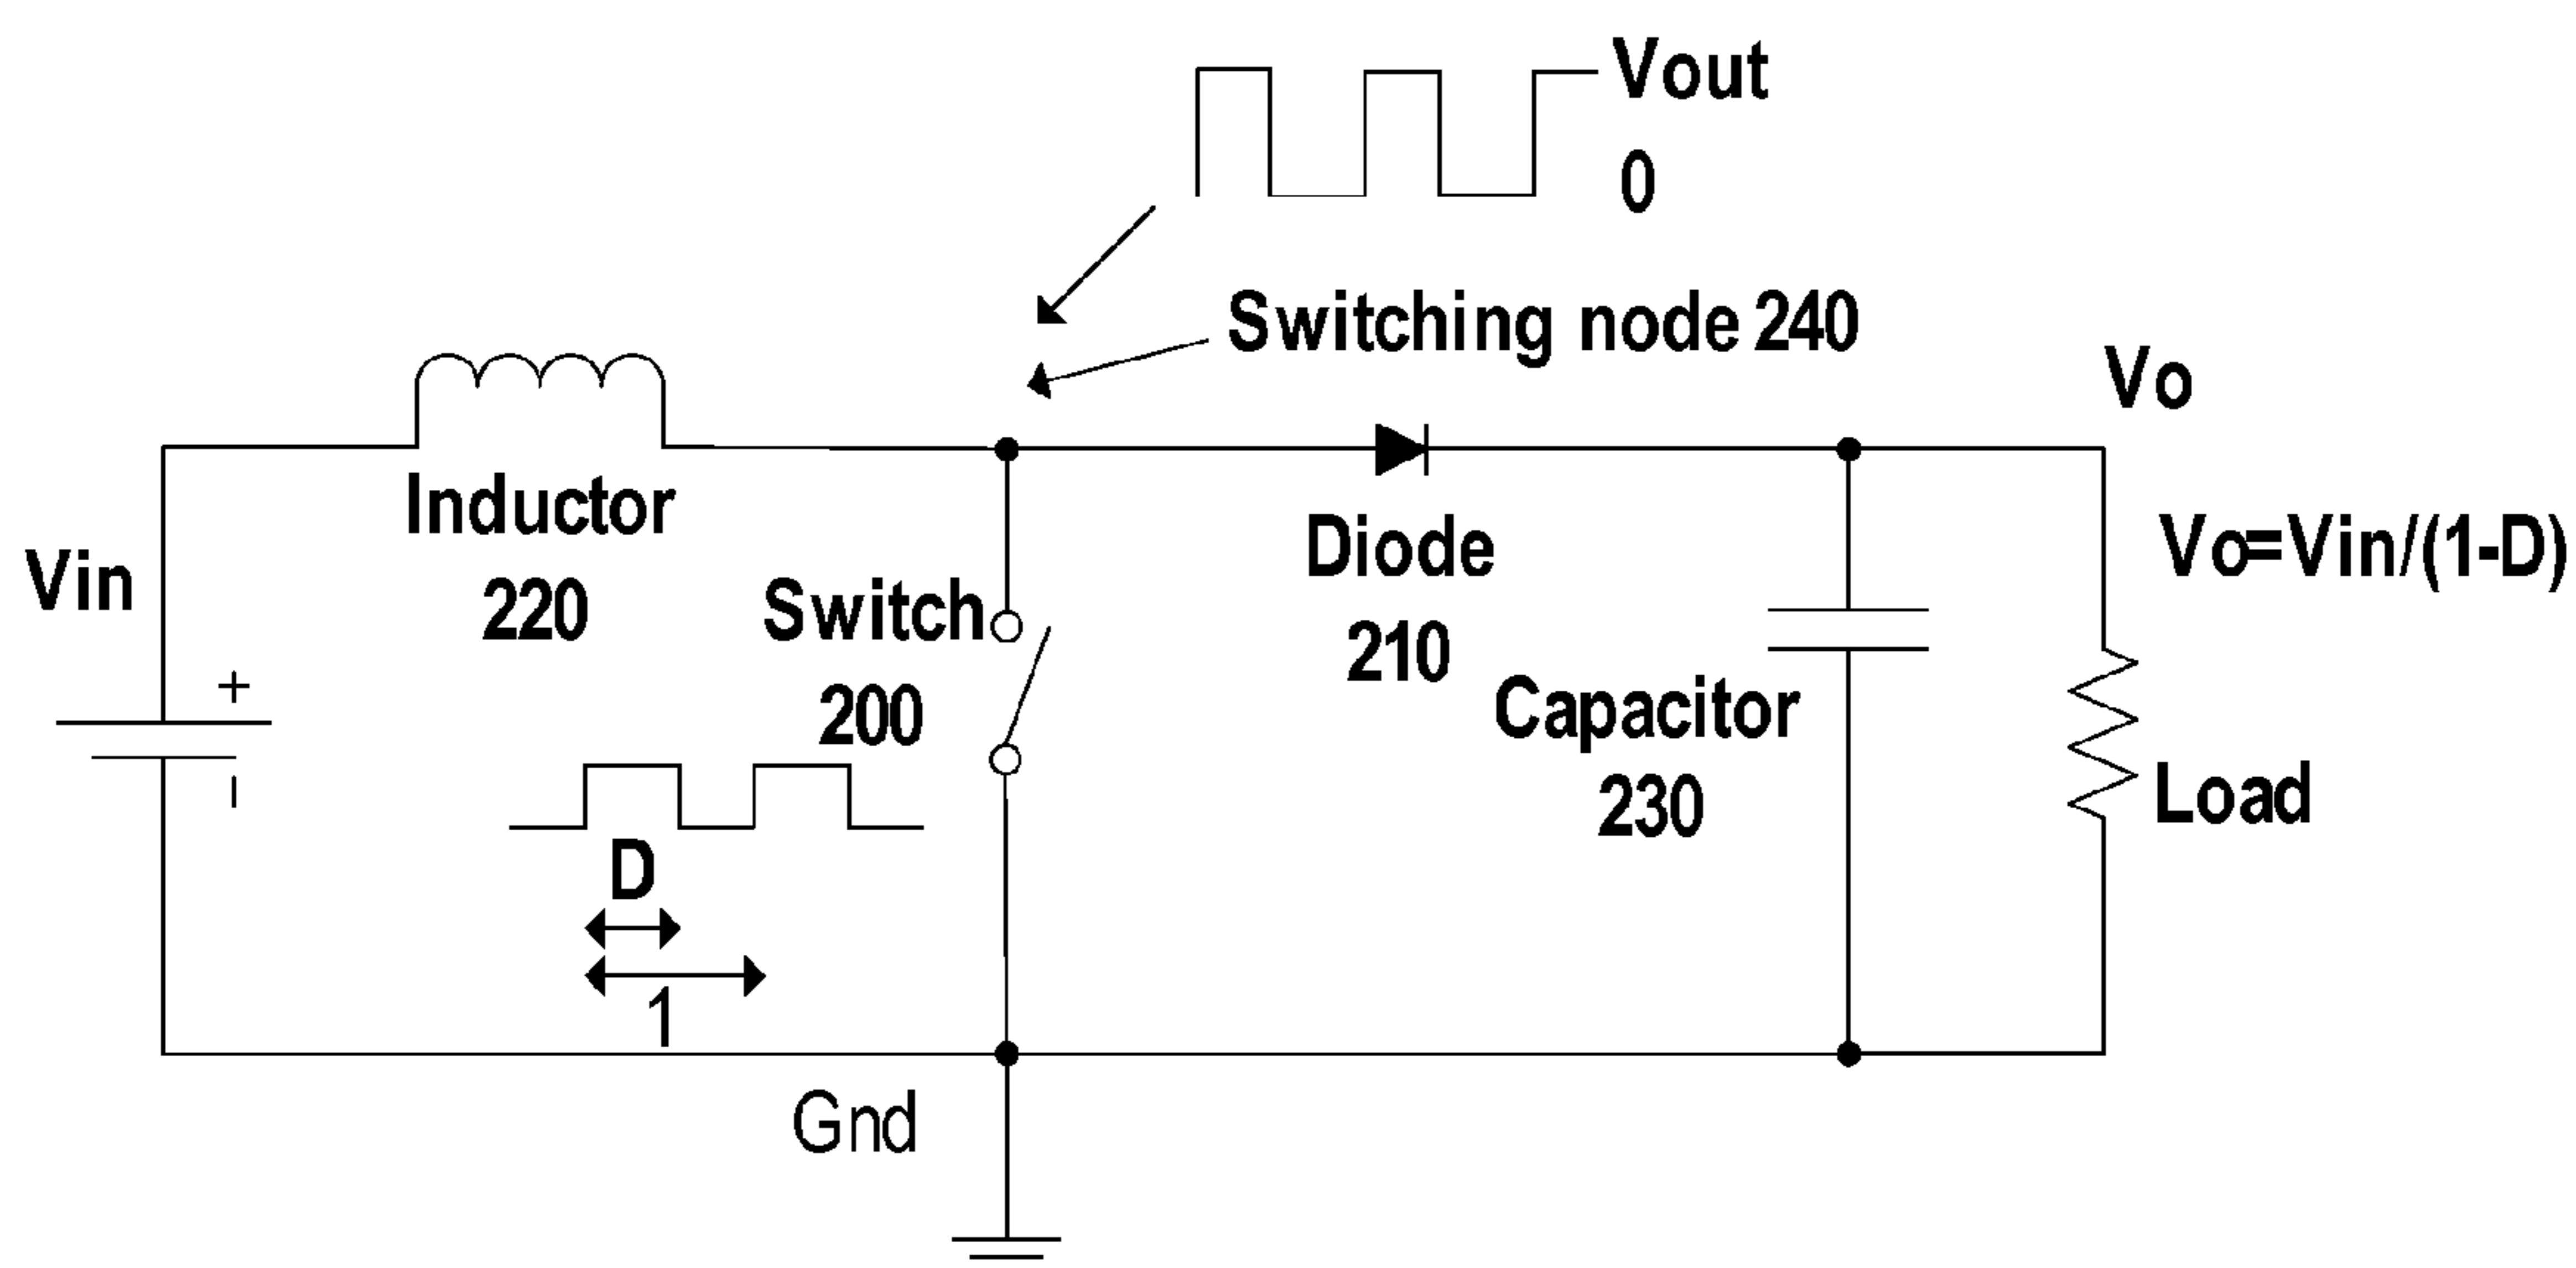 Vout
0
Switching node 240
Vo
Inductor
220
Vin
Diode
210
Vo=Vin/(1-D)
Switch
200
+
Capacitor
230
Load
-
D
1
Gnd